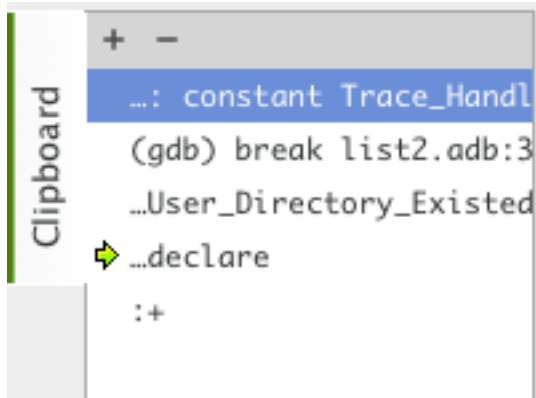 + −
Clipboard
…: constant Trace_Handl
(gdb) break list2.adb:3
…User_Directory_Existed
…declare
:+